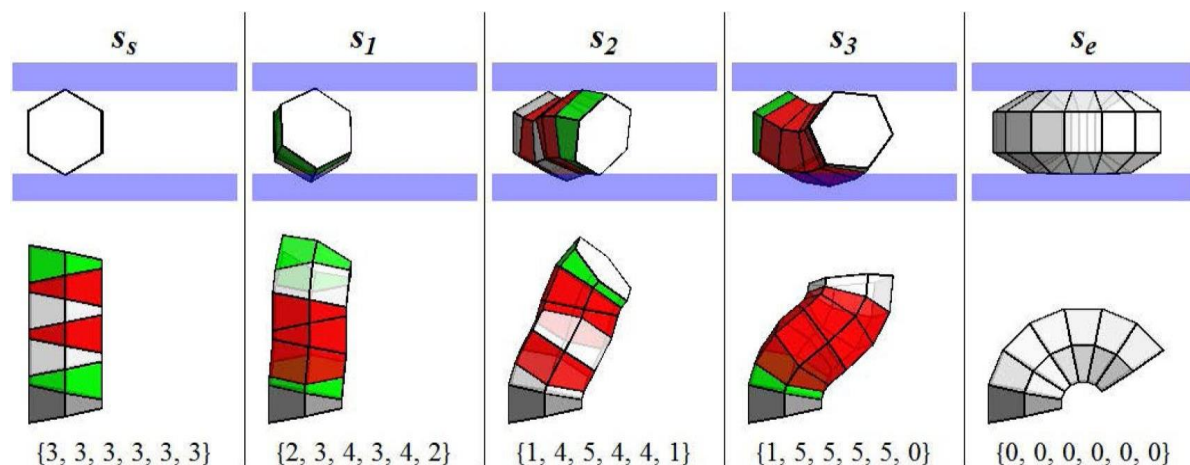 s_s s_1 s_2 s_3 s_e
{3, 3, 3, 3, 3, 3} {2, 3, 4, 3, 4, 2} {1, 4, 5, 4, 4, 1} {1, 5, 5, 5, 5, 0} {0, 0, 0, 0, 0, 0}